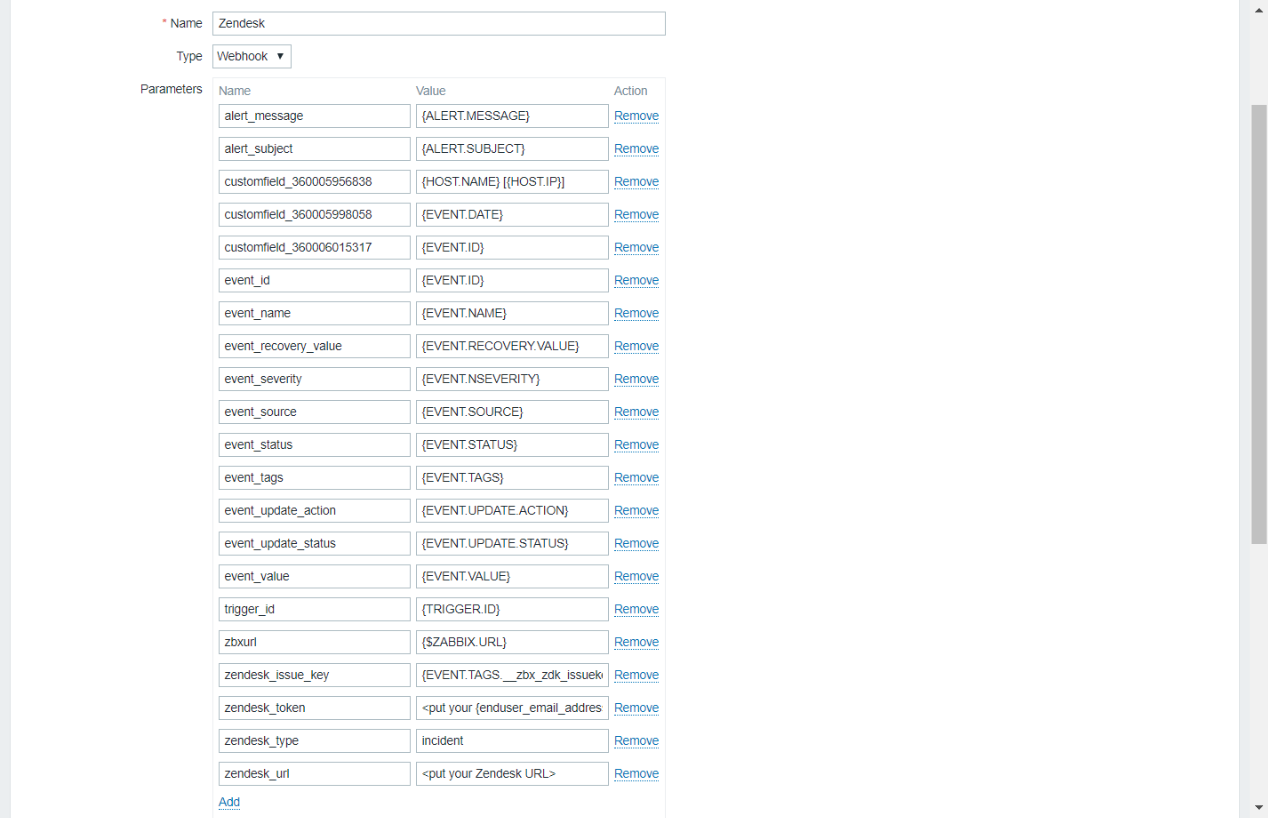 * Name Zendesk
Type Webhook ▼
Parameters Name Value Action
alert_message {ALERT.MESSAGE} Remove
alert_subject {ALERT.SUBJECT} Remove
customfield_360005956838 {HOST.NAME} [{HOST.IP}] Remove
customfield_360005998058 {EVENT.DATE} Remove
customfield_360006015317 {EVENT.ID} Remove
event_id {EVENT.ID} Remove
event_name {EVENT.NAME} Remove
event_recovery_value {EVENT.RECOVERY.VALUE} Remove
event_severity {EVENT.NSEVERITY} Remove
event_source {EVENT.SOURCE} Remove
event_status {EVENT.STATUS} Remove
event_tags {EVENT.TAGS} Remove
event_update_action {EVENT.UPDATE.ACTION} Remove
event_update_status {EVENT.UPDATE.STATUS} Remove
event_value {EVENT.VALUE} Remove
trigger_id {TRIGGER.ID} Remove
zbxurl {$ZABBIX.URL} Remove
zendesk_issue_key {EVENT.TAGS.__zbx_zdk_issuek Remove
zendesk_token <put your {enduser_email_addres Remove
zendesk_type incident Remove
zendesk_url <put your Zendesk URL> Remove
Add